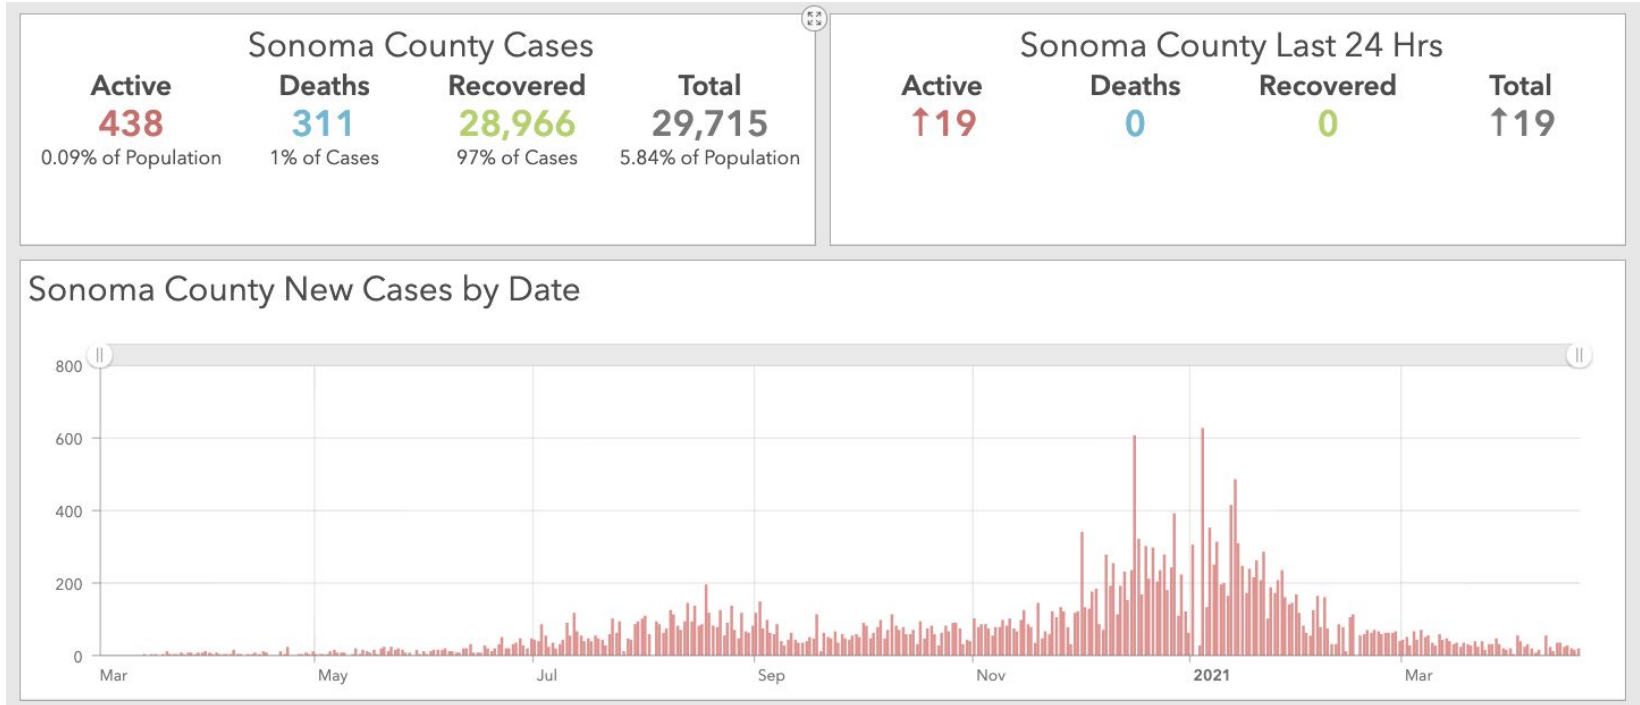 Sonoma County Cases
Active Deaths Recovered Total
438 311 28,966 29,715
0.09% of Population 1% of Cases 97% of Cases 5.84% of Population
Sonoma County Last 24 Hrs
Active Deaths Recovered Total
↑19 0 0 ↑19
Sonoma County New Cases by Date
800
600
400
200
0
Mar May Jul Sep Nov 2021 Mar